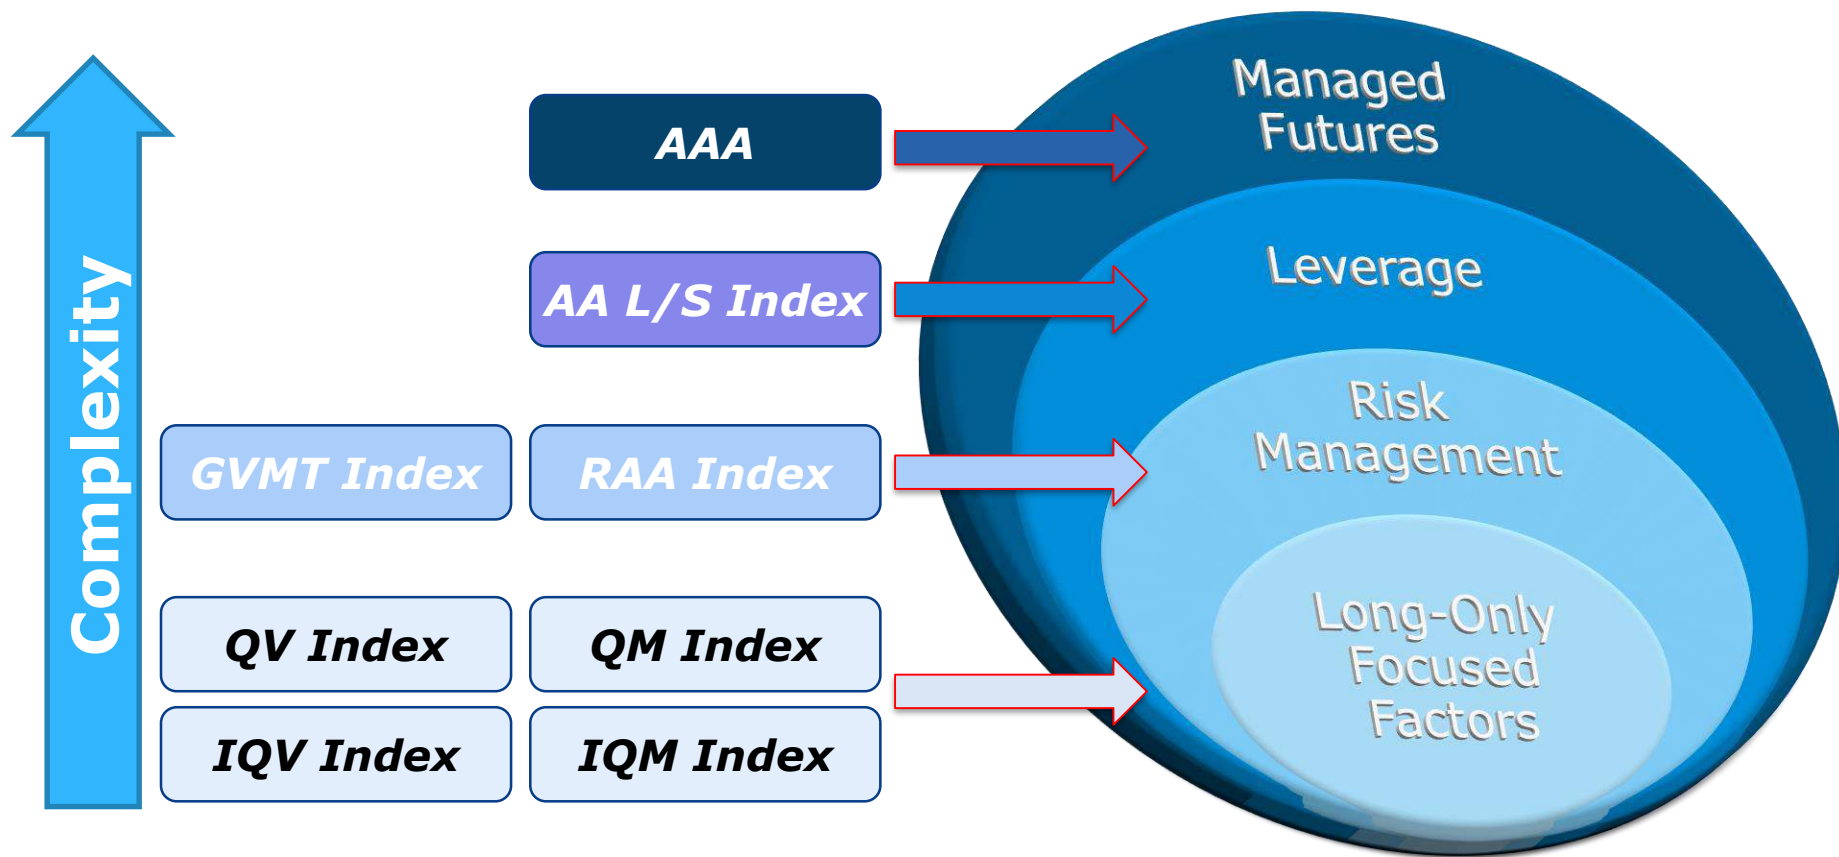 Complexity
AAA
AA L/S Index
GVMT Index
RAA Index
QV Index
QM Index
IQV Index
IQM Index
Managed
Futures
Leverage
Risk
Management
Long-Only
Focused
Factors